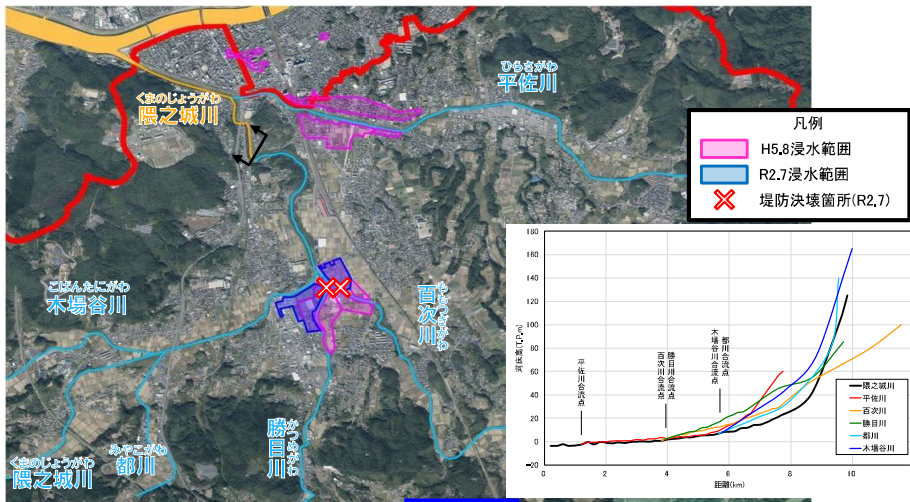 ひらさがわ
平佐川
くまのじょうがわ
隈之城川
凡例
H5.8浸水範囲
R2.7浸水範囲
堤防決壊箇所(R2.7)
こばんたにがわ
木場谷川
ももつぎがわ
百次川
かつめがわ
勝目川
みやこがわ
都川
くまのじょうがわ
隈之城川
河床高(T.P.m)
160
140
120
100
80
60
40
20
0
-20
平佐川合流点
勝目川合流点
百次川合流点
都川合流点
木場谷川合流点
隈之城川
平佐川
百次川
勝目川
都川
木場谷川
0
2
4
6
8
10
距離(km)